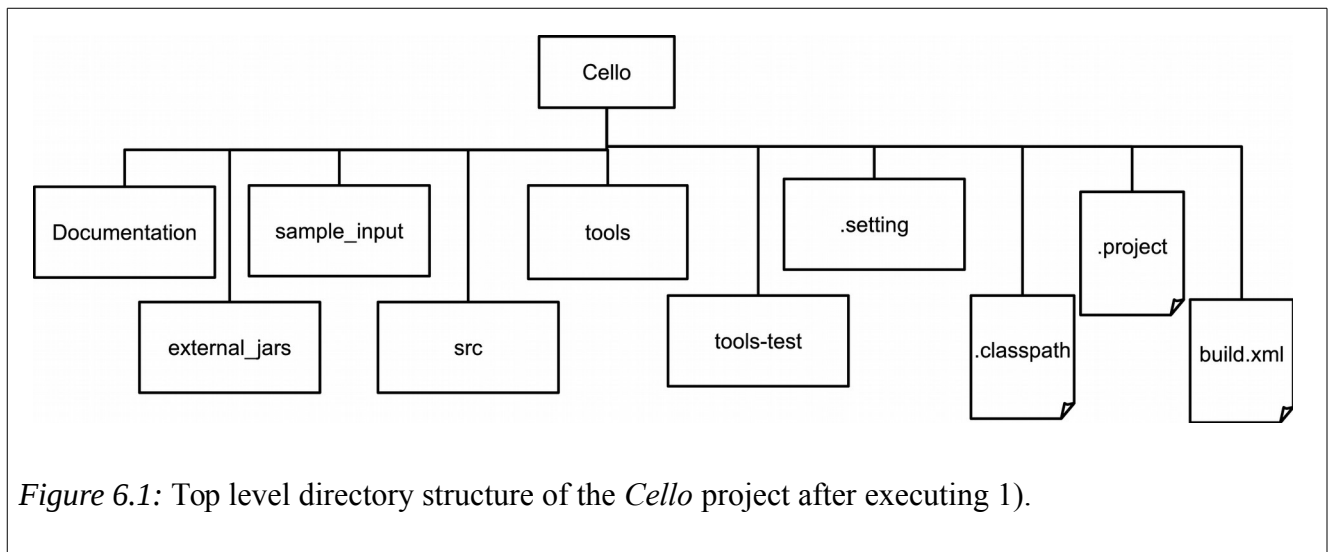 Cello
Documentation
sample_input
tools
.setting
.project
external_jars
src
tools-test
.classpath
build.xml
Figure 6.1: Top level directory structure of the Cello project after executing 1).